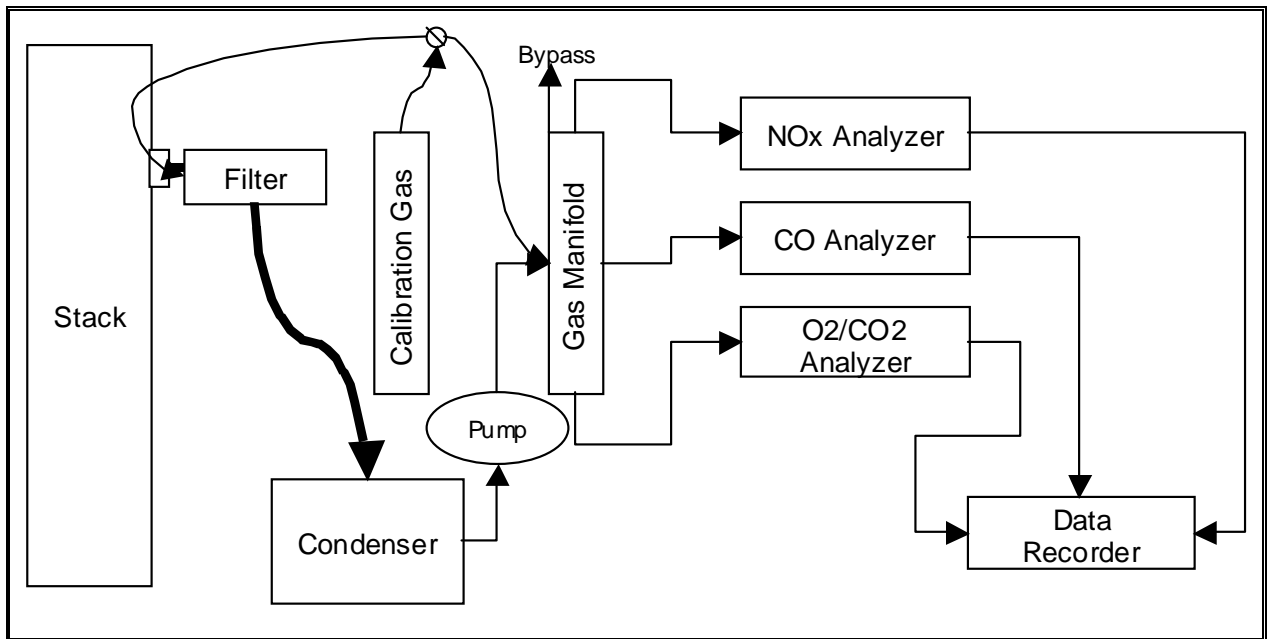 Bypass
NOx Analyzer
Filter
Calibration Gas
Gas Manifold
CO Analyzer
Stack
O2/CO2
Analyzer
Pump
Condenser
Data
Recorder